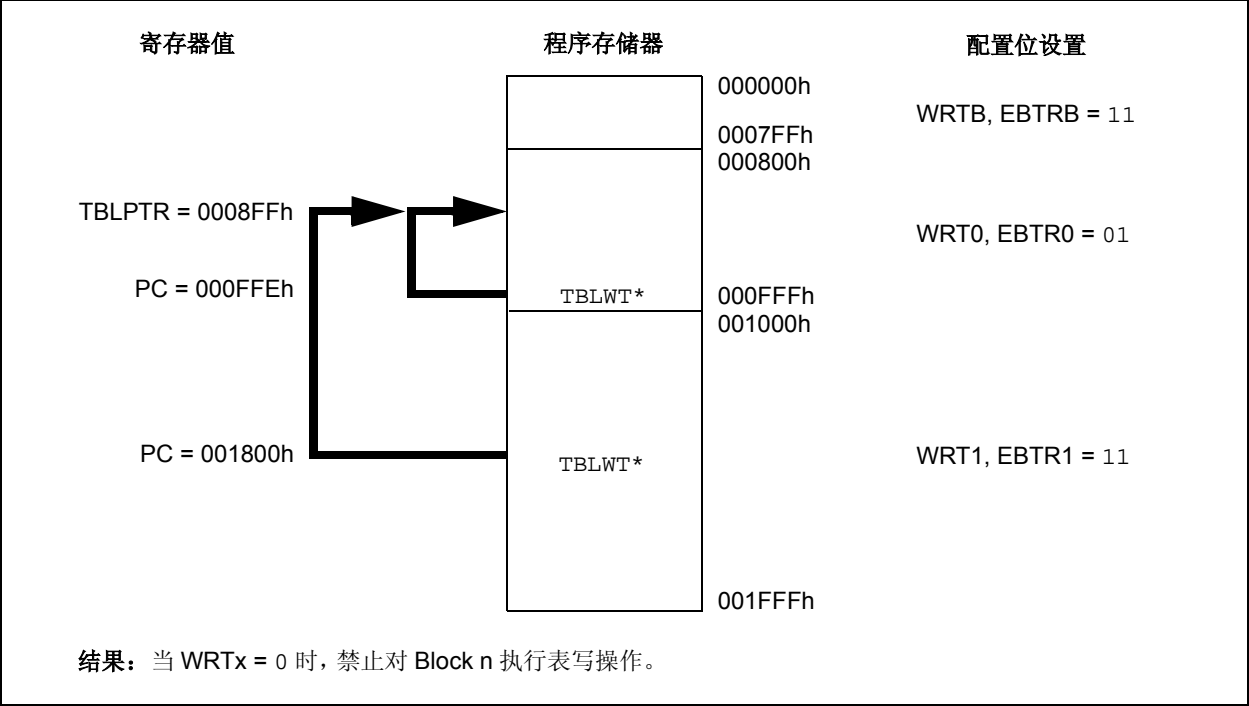 寄存器值
程序存储器
配置位设置
000000h
WRTB, EBTRB = 11
0007FFh
000800h
TBLPTR = 0008FFh
WRT0, EBTR0 = 01
PC = 000FFEh
TBLWT*
000FFFh
001000h
PC = 001800h
TBLWT*
WRT1, EBTR1 = 11
001FFFh
结果：当 WRTx = 0 时，禁止对 Block n 执行表写操作。